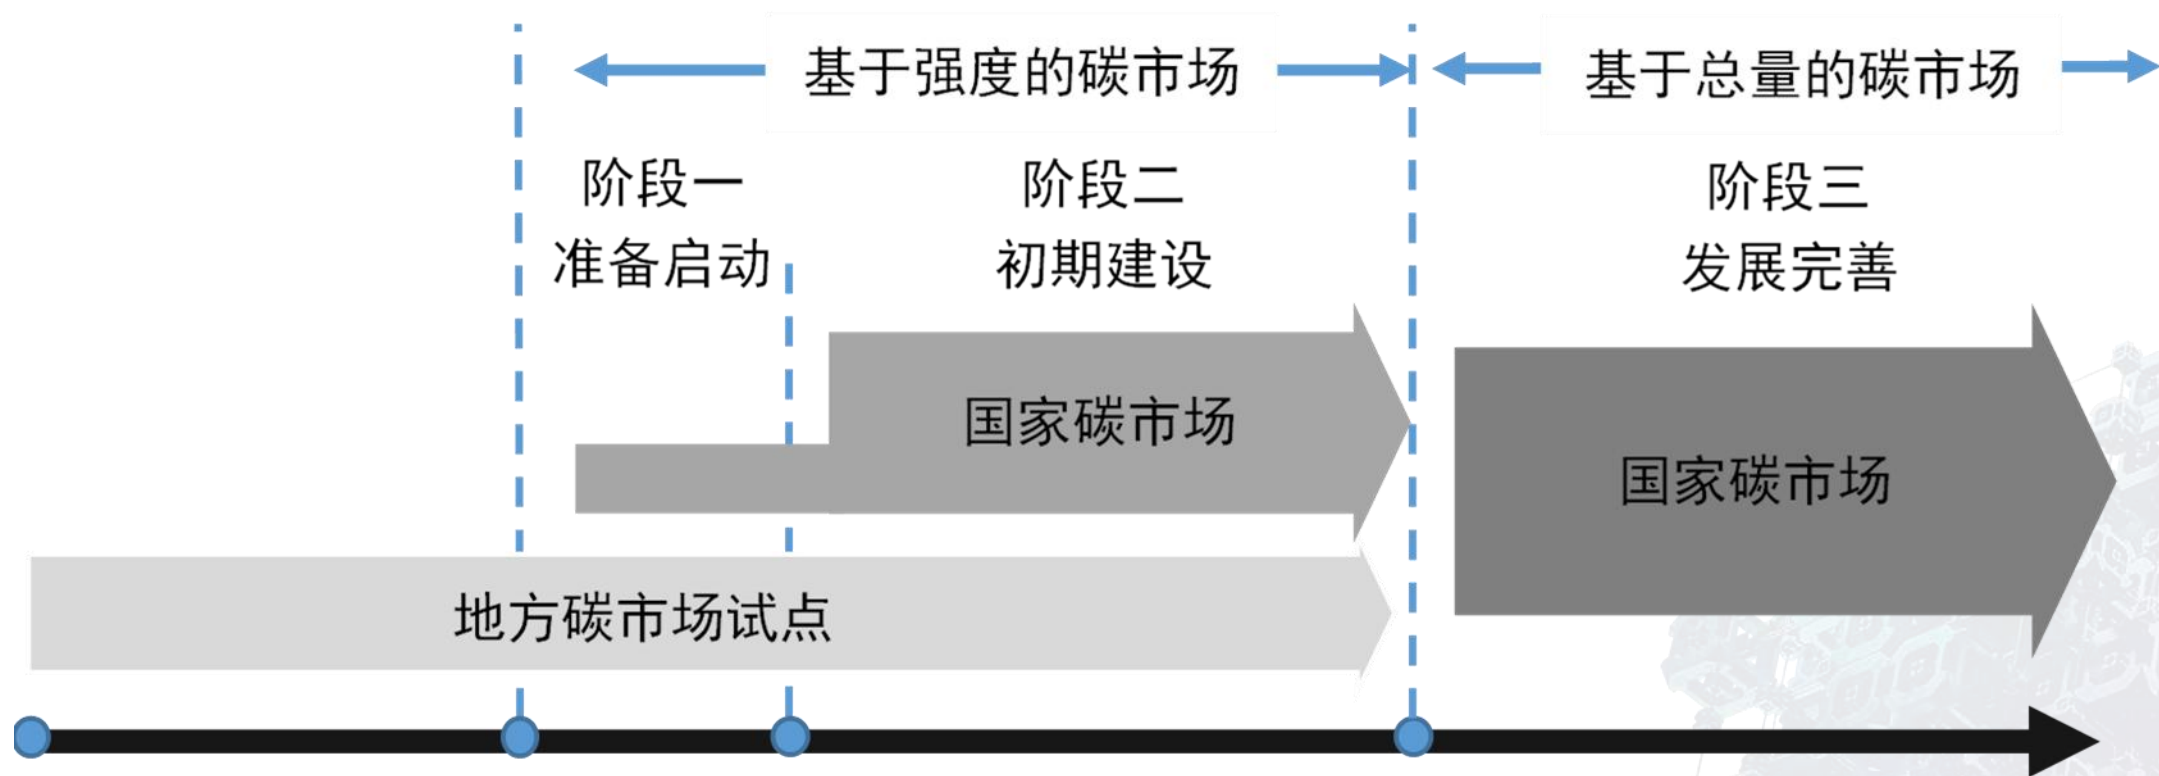 基于强度的碳市场
基于总量的碳市场
阶段一
准备启动
阶段二
初期建设
阶段三
发展完善
国家碳市场
国家碳市场
地方碳市场试点